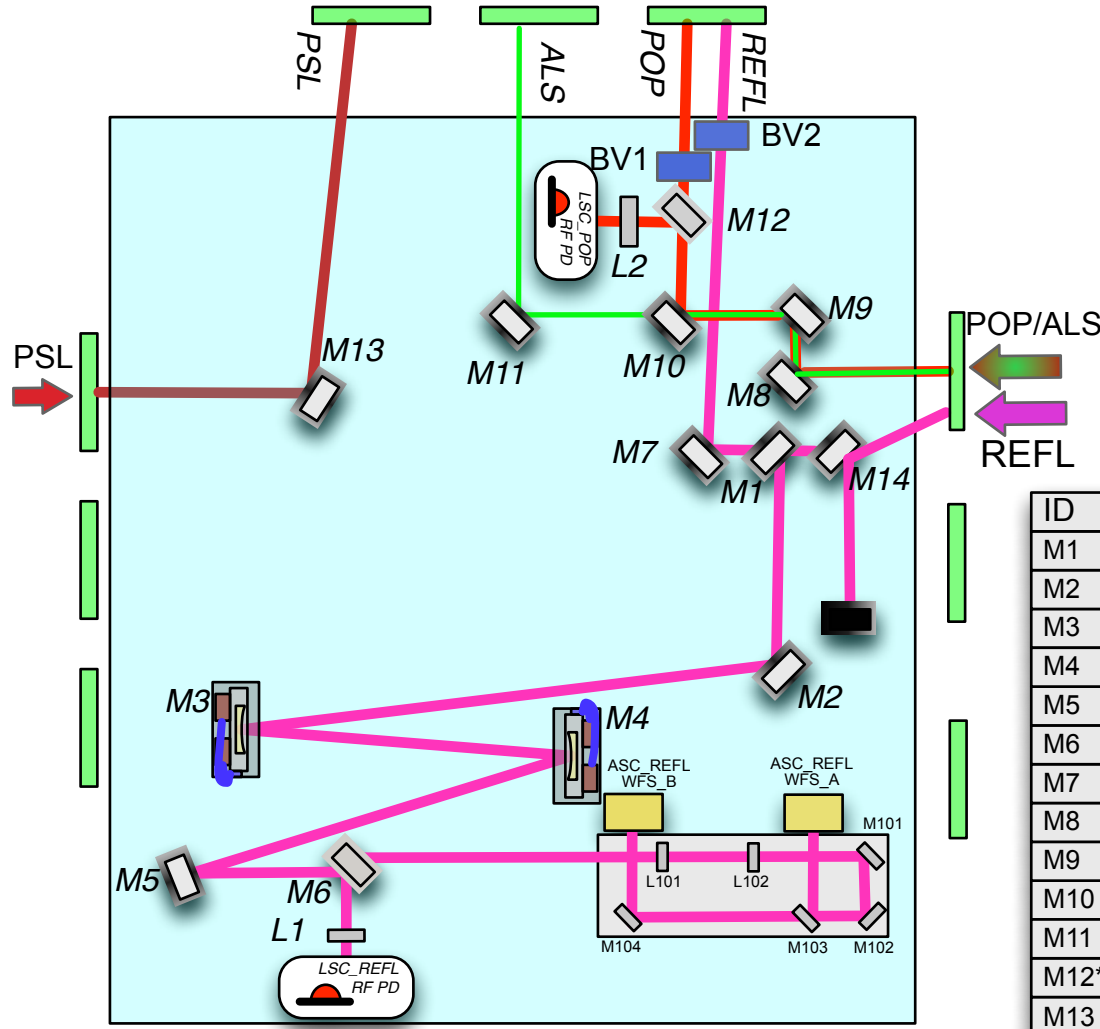 PSL
ALS
POP
REFL
BV1
BV2
LSC_POP
RF PD
L2
M12
PSL
M13
M11
M10
M9
M8
POP/ALS
REFL
M7
M1
M14
M2
M3
M4
ASC_REFL
WFS_B
ASC_REFL
WFS_A
M101
M5
M6
L101
L102
L1
M104
M103
M102
LSC_REFL
RF PD
ID
M1
M2
M3
M4
M5
M6
M7
M8
M9
M10
M11
M12*
M13